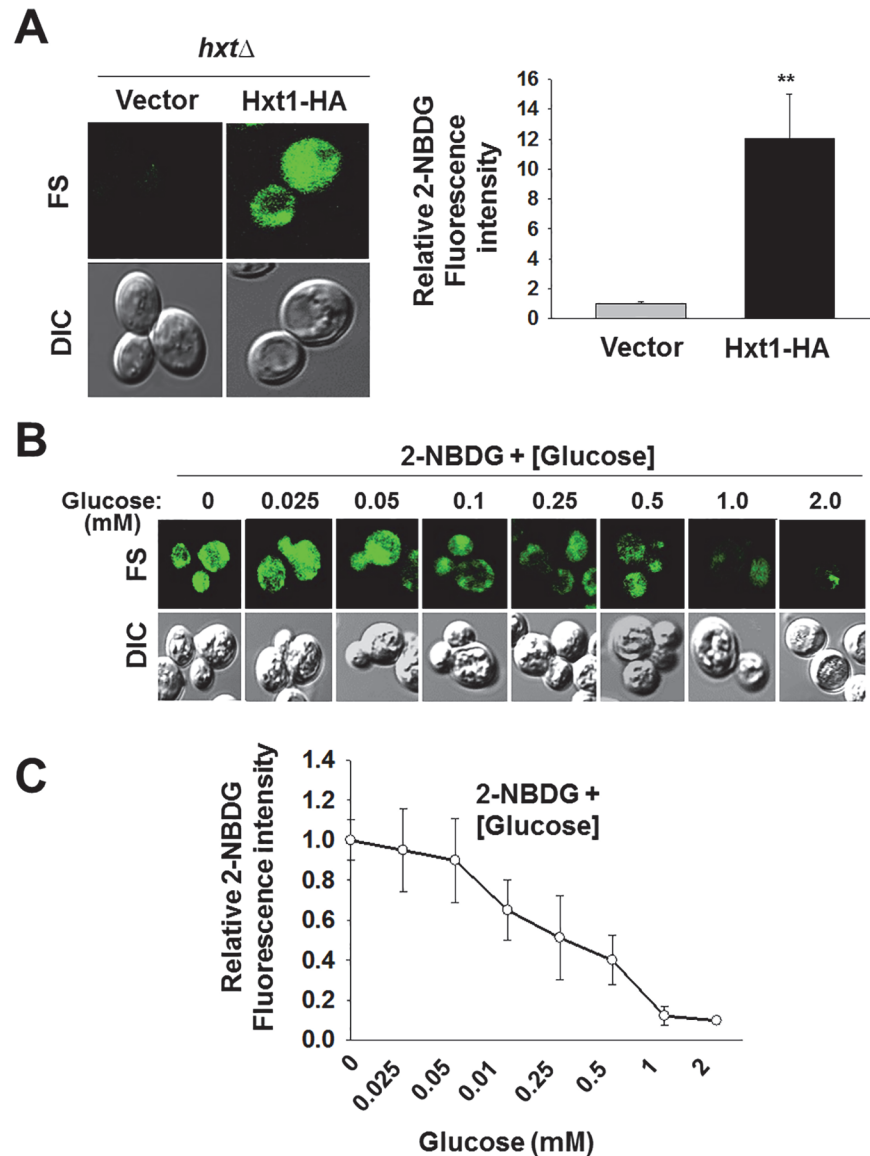 A
hxtΔ
Vector Hxt1-HA
FS
DIC
Relative 2-NBDG
Fluorescence
intensity
16
14
12
10
8
6
4
2
0
**
Vector Hxt1-HA
B
2-NBDG + [Glucose]
Glucose: 0 0.025 0.05 0.1 0.25 0.5 1.0 2.0
(mM)
FS
DIC
C
Relative 2-NBDG
Fluorescence intensity
1.4
1.2
1.0
0.8
0.6
0.4
0.2
0.0
2-NBDG +
[Glucose]
0 0.025 0.05 0.01 0.25 0.5 1 2
Glucose (mM)